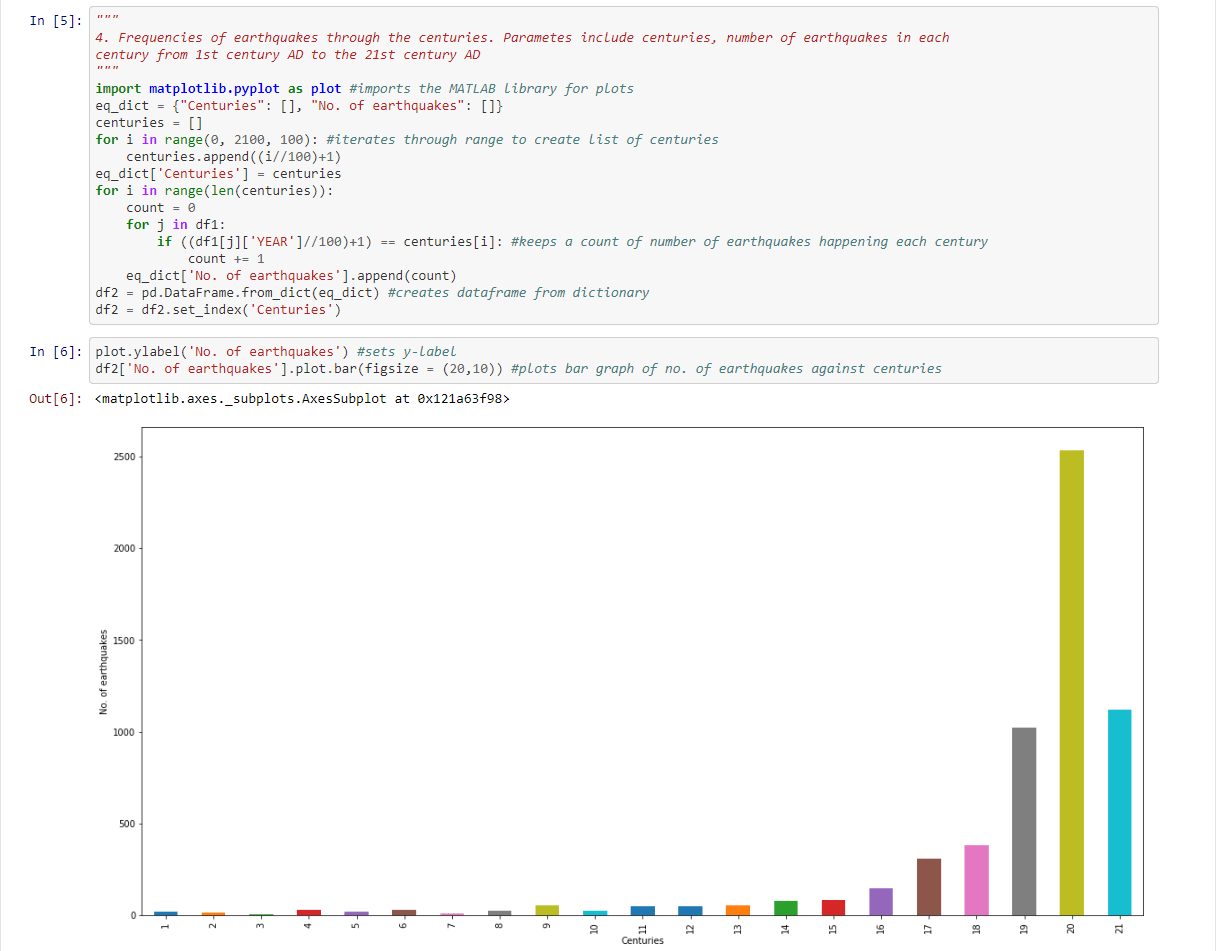 In [5]: """
4. Frequencies of earthquakes through the centuries. Parametes include centuries, number of earthquakes in each
century from 1st century AD to the 21st century AD
"""
import matplotlib.pyplot as plot #imports the MATLAB library for plots
eq_dict = {"Centuries": [], "No. of earthquakes": []}
centuries = []
for i in range(0, 2100, 100): #iterates through range to create list of centuries
    centuries.append((i//100)+1)
eq_dict['Centuries'] = centuries
for i in range(len(centuries)):
    count = 0
    for j in df1:
        if ((df1[j]['YEAR']//100)+1) == centuries[i]: #keeps a count of number of earthquakes happening each century
            count += 1
    eq_dict['No. of earthquakes'].append(count)
df2 = pd.DataFrame.from_dict(eq_dict) #creates dataframe from dictionary
df2 = df2.set_index('Centuries')
In [6]: plot.ylabel('No. of earthquakes') #sets y-label
df2['No. of earthquakes'].plot.bar(figsize = (20,10)) #plots bar graph of no. of earthquakes against centuries
Out[6]: <matplotlib.axes._subplots.AxesSubplot at 0x121a63f98>
2500
2000
1500
1000
500
0
No. of earthquakes
1 2 3 4 5 6 7 8 9 10 11 12 13 14 15 16 17 18 19 20 21
Centuries